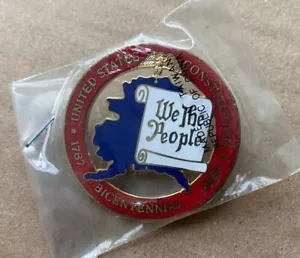 1787 • UNITED STATES CONSTITUTION
We the
People
BICENTENNIAL